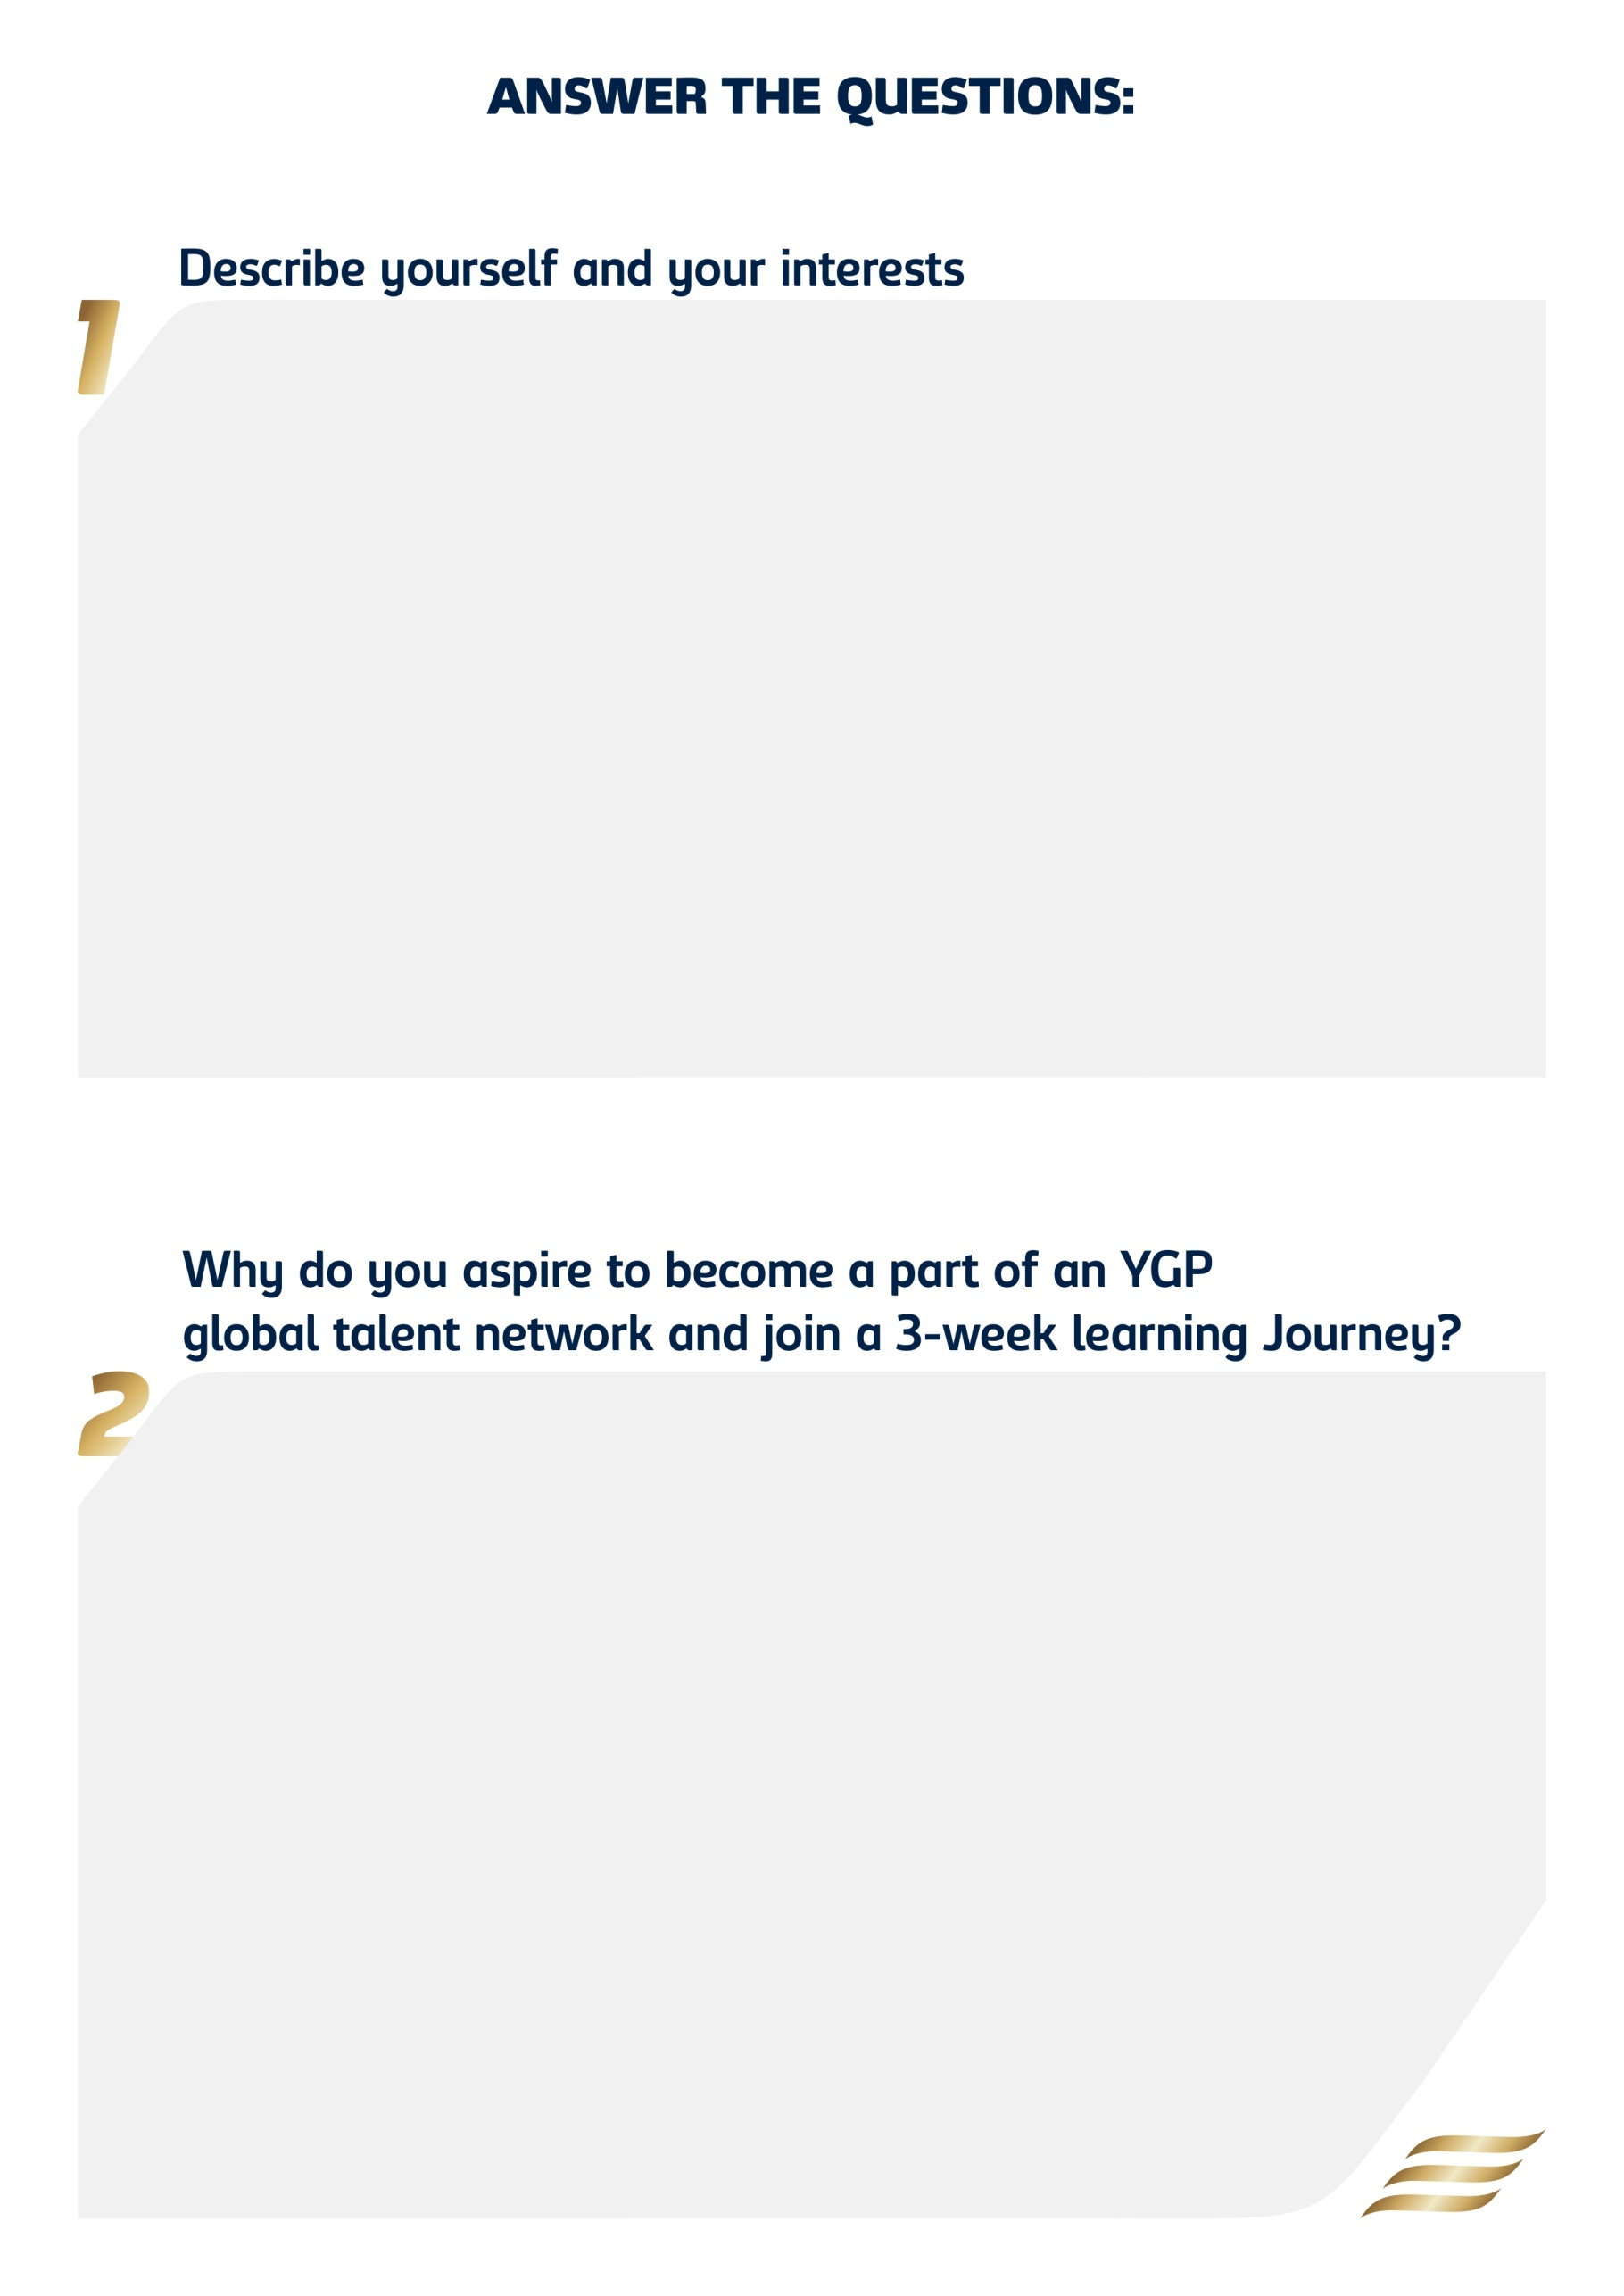 ANSWER THE QUESTIONS:
Describe yourself and your interests
1
Why do you aspire to become a part of an YGP
global talent network and join a 3-week learning Journey?
2